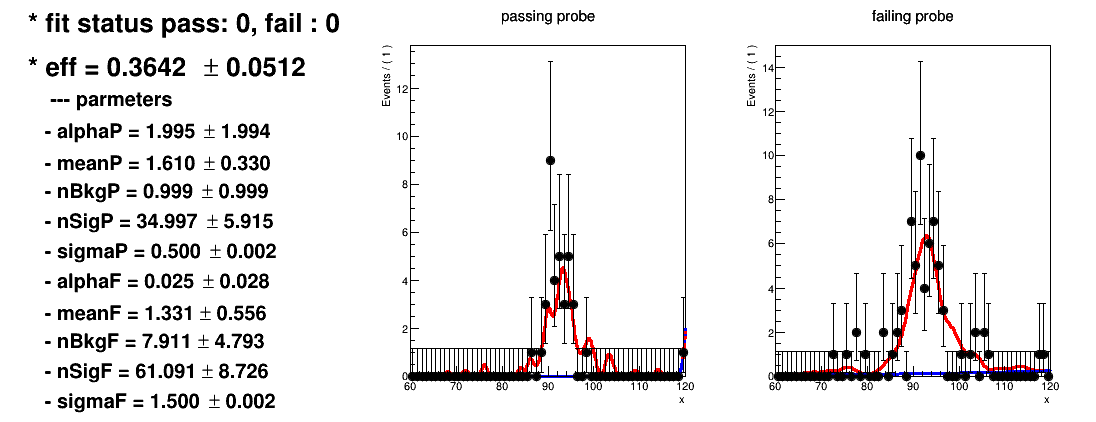 * fit status pass: 0, fail : 0
* eff = 0.3642 ± 0.0512
--- parmeters
- alphaP = 1.995 ± 1.994
- meanP = 1.610 ± 0.330
- nBkgP = 0.999 ± 0.999
- nSigP = 34.997 ± 5.915
- sigmaP = 0.500 ± 0.002
- alphaF = 0.025 ± 0.028
- meanF = 1.331 ± 0.556
- nBkgF = 7.911 ± 4.793
- nSigF = 61.091 ± 8.726
- sigmaF = 1.500 ± 0.002
passing probe
Events / ( 1 )
12
10
8
6
4
2
0
60 70 80 90 100 110 120
x
failing probe
Events / ( 1 )
14
12
10
8
6
4
2
0
60 70 80 90 100 110 120
x